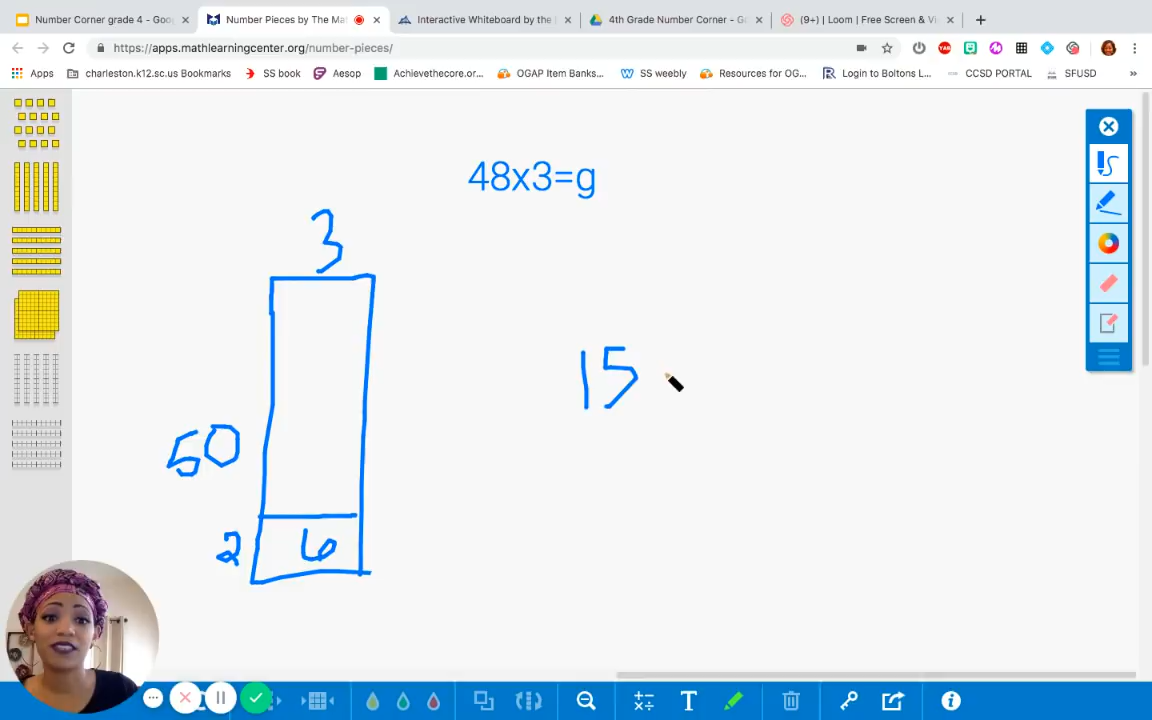 Number Corner grade 4 - Goo
Number Pieces by The Ma
Interactive Whiteboard by the
4th Grade Number Corner - G
(9+) | Loom | Free Screen & Vi
https://apps.mathlearningcenter.org/number-pieces/
Apps
charleston.k12.sc.us Bookmarks
SS book
Aesop
Achievethecore.or...
OGAP Item Banks...
SS weekly
Resources for OG...
Login to Boltons L...
CCSD PORTAL
SFUSD
48x3=g
3
15
50
2
6